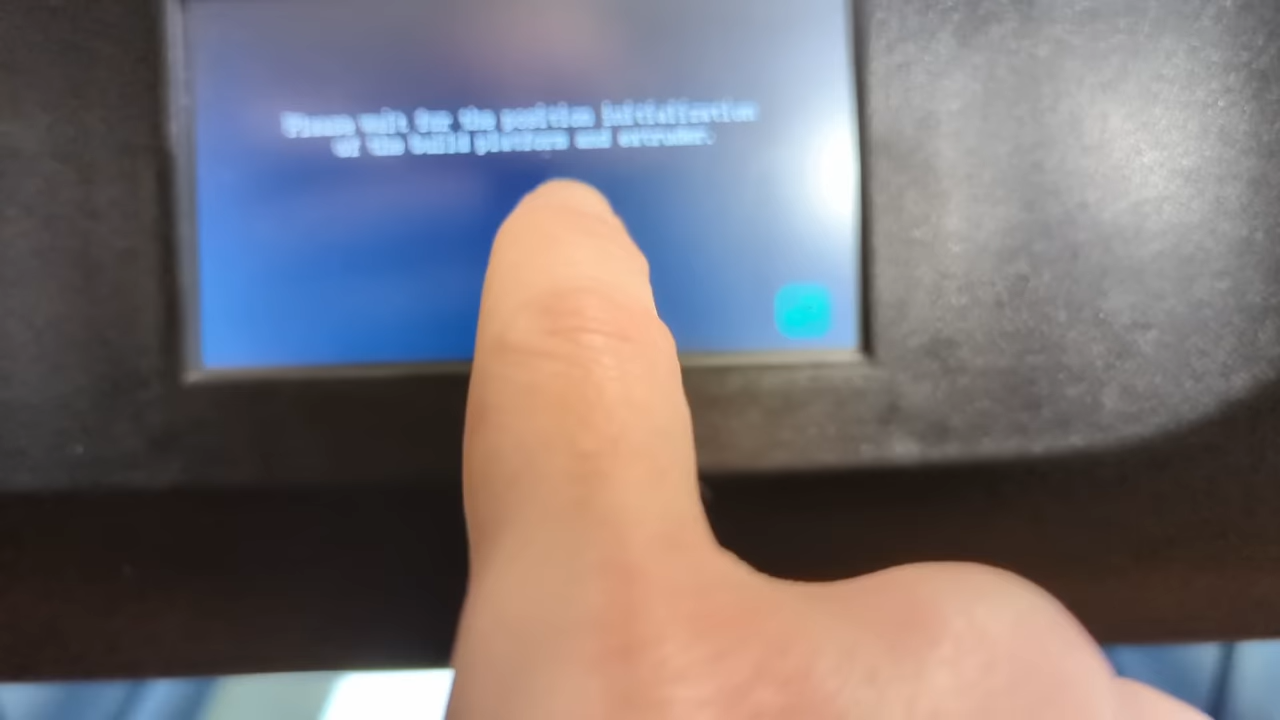 Please wait for the position initialization
of the build platform and extruder.